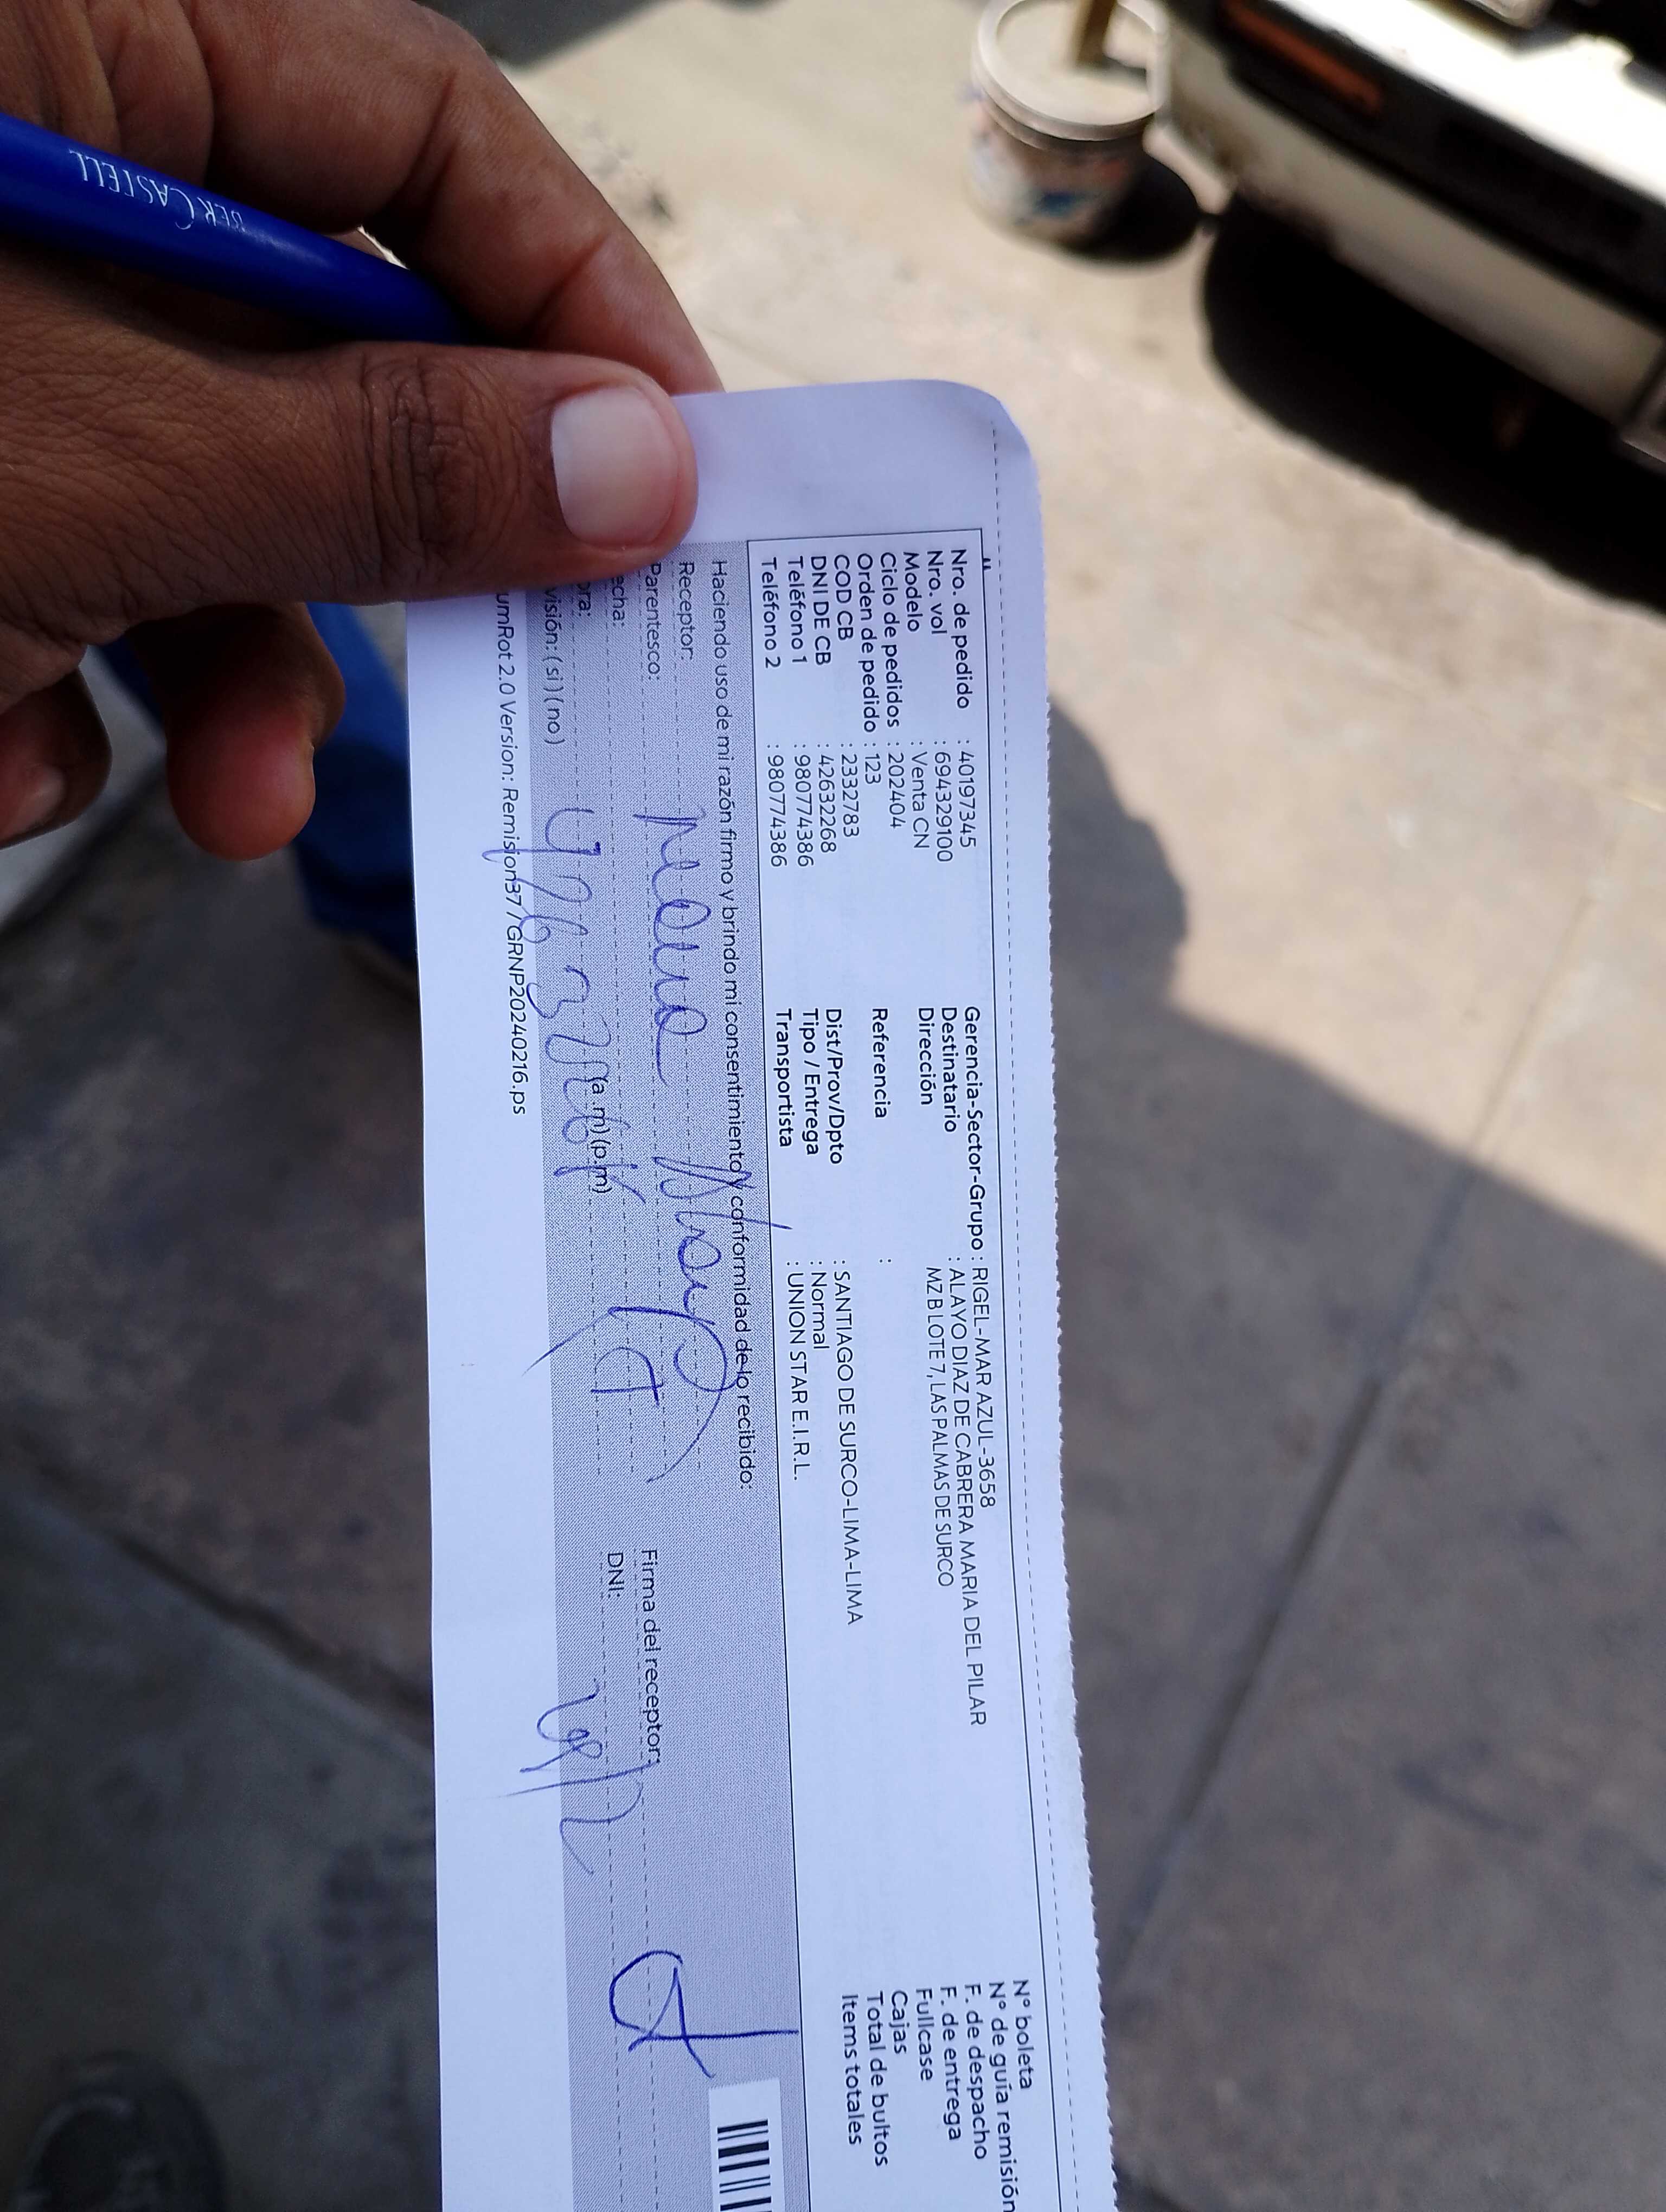 BER CASTELL
Nro. de pedido : 40197345
Nro. vol : 694329100
Modelo : Venta CN
Ciclo de pedidos : 202404
Orden de pedido : 123
COD CB : 2332783
DNI DE CB : 42632268
Teléfono 1 : 980774386
Teléfono 2 : 980774386
Gerencia-Sector-Grupo : RIGEL-MAR AZUL-3658
Destinatario : ALAYO DIAZ DE CABRERA MARIA DEL PILAR
Dirección MZ B LOTE 7, LAS PALMAS DE SURCO
Referencia :
Dist/Prov/Dpto : SANTIAGO DE SURCO-LIMA-LIMA
Tipo / Entrega : Normal
Transportista : UNION STAR E.I.R.L.
N° boleta
N° de guía remisión
F. de despacho
F. de entrega
Fullcase
Cajas
Total de bultos
Items totales
Haciendo uso de mi razón firmo y brindo mi consentimiento y conformidad de lo recibido:
Receptor:
Parentesco:
echa:
ora: (a.m)(p.m)
visión: ( si ) ( no )
Firma del receptor:
DNI:
umRot 2.0 Version: Remision37/GRNP20240216.ps